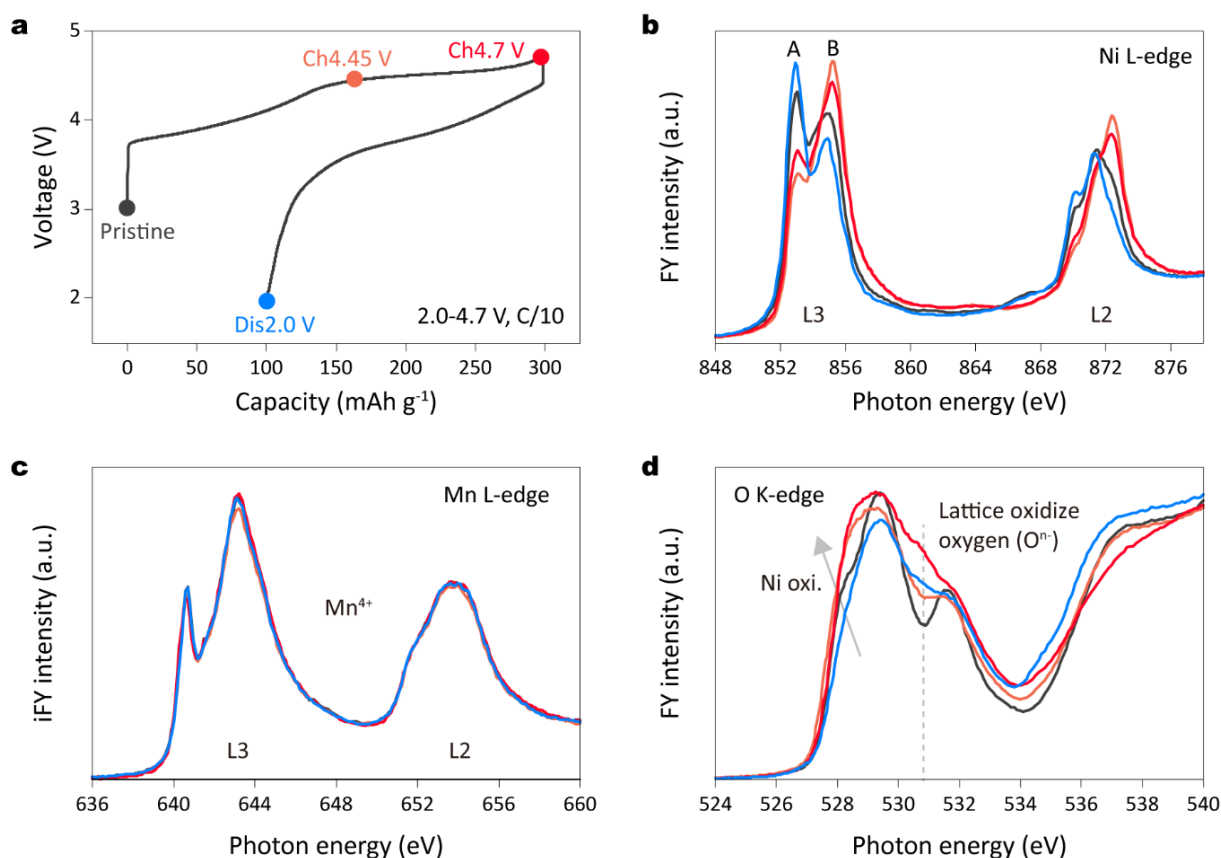 a
5
4
3
2
Voltage (V)
Ch4.45 V
Ch4.7 V
Pristine
Dis2.0 V
2.0-4.7 V, C/10
0 50 100 150 200 250 300
Capacity (mAh g⁻¹)
b
FY intensity (a.u.)
A B
Ni L-edge
L3 L2
848 852 856 860 864 868 872 876
Photon energy (eV)
c
iFY intensity (a.u.)
Mn L-edge
Mn⁴⁺
L3 L2
636 640 644 648 652 656 660
Photon energy (eV)
d
FY intensity (a.u.)
O K-edge
Lattice oxidize
oxygen (Oⁿ⁻)
Ni oxi.
524 526 528 530 532 534 536 538 540
Photon energy (eV)